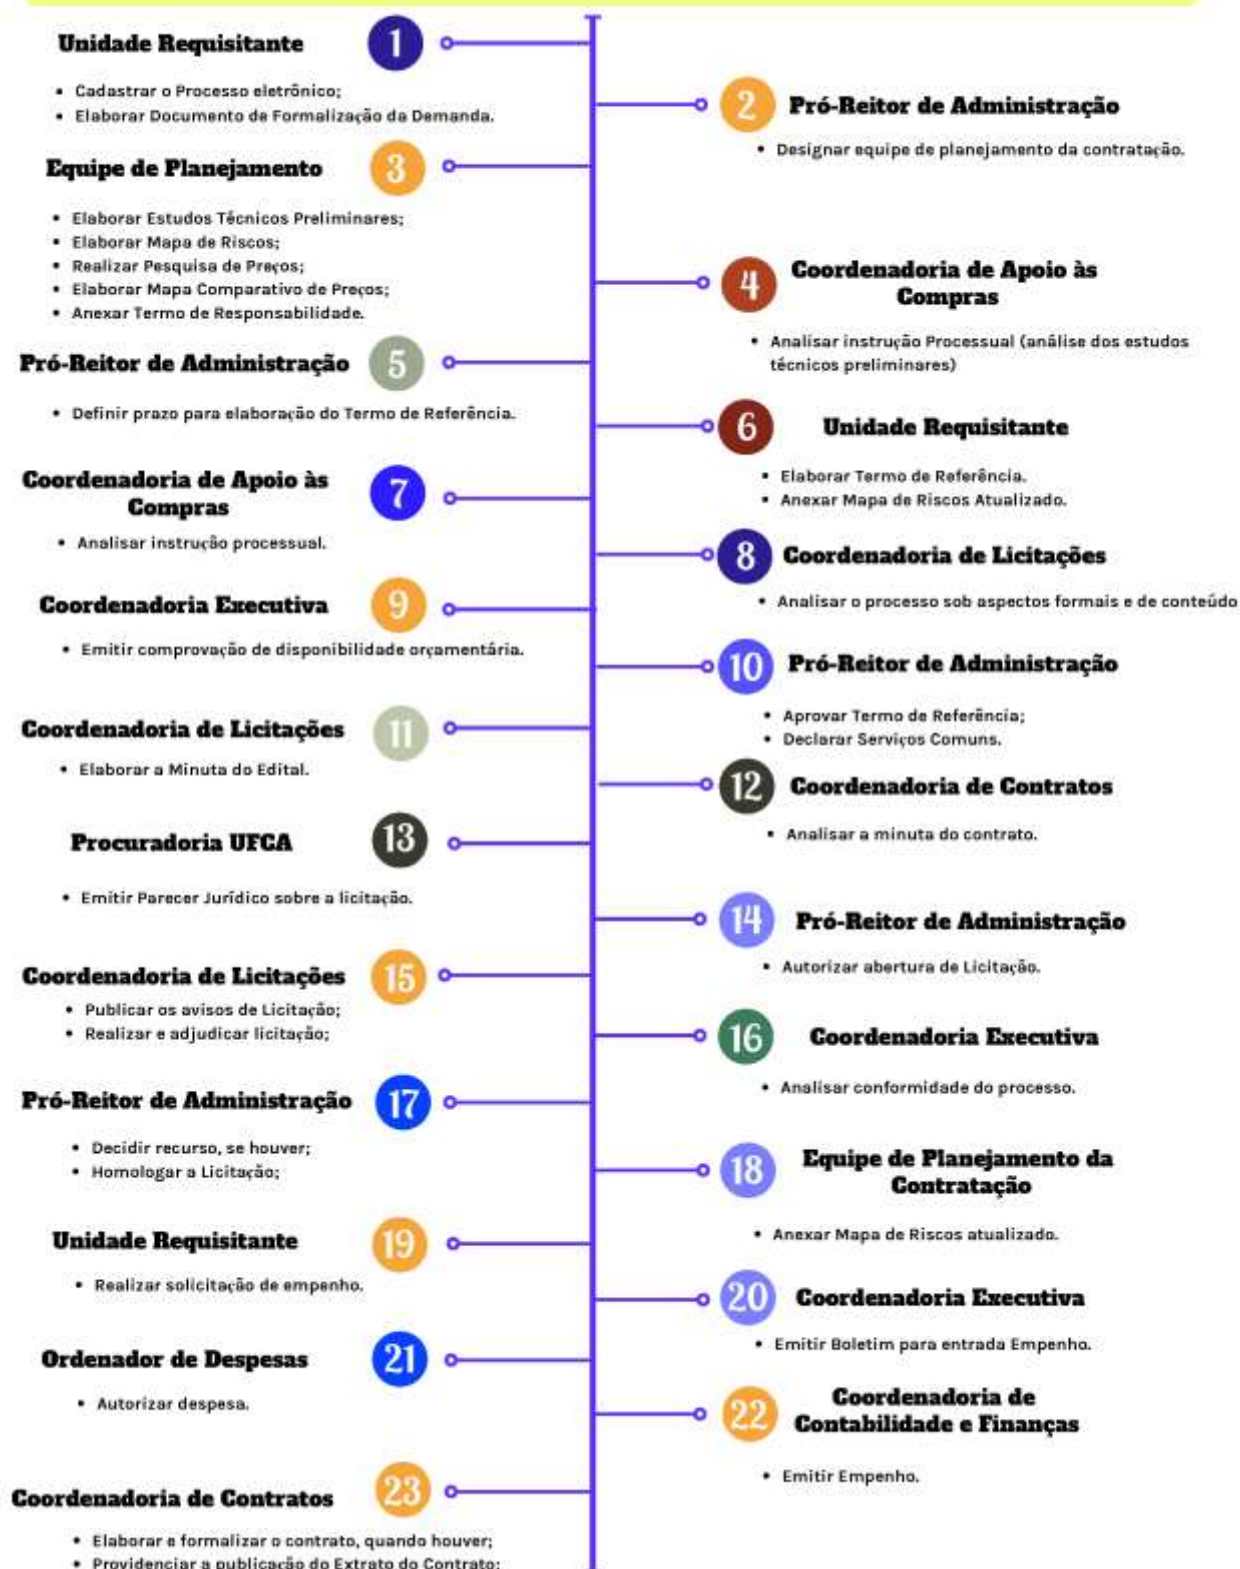 Unidade Requisitante
1
• Cadastrar o Processo eletrônico;
• Elaborar Documento de Formalização da Demanda.
2
Pró-Reitor de Administração
• Designar equipe de planejamento da contratação.
Equipe de Planejamento
3
• Elaborar Estudos Técnicos Preliminares;
• Elaborar Mapa de Riscos;
• Realizar Pesquisa de Preços;
• Elaborar Mapa Comparativo de Preços;
• Anexar Termo de Responsabilidade.
4
Coordenadoria de Apoio às
Compras
• Analisar instrução Processual (análise dos estudos
técnicos preliminares)
Pró-Reitor de Administração
5
• Definir prazo para elaboração do Termo de Referência.
6
Unidade Requisitante
• Elaborar Termo de Referência.
• Anexar Mapa de Riscos Atualizado.
Coordenadoria de Apoio às
Compras
7
• Analisar instrução processual.
8
Coordenadoria de Licitações
• Analisar o processo sob aspectos formais e de conteúdo
Coordenadoria Executiva
9
• Emitir comprovação de disponibilidade orçamentária.
10
Pró-Reitor de Administração
• Aprovar Termo de Referência;
• Declarar Serviços Comuns.
Coordenadoria de Licitações
11
• Elaborar a Minuta do Edital.
12
Coordenadoria de Contratos
• Analisar a minuta do contrato.
Procuradoria UFCA
13
• Emitir Parecer Jurídico sobre a licitação.
14
Pró-Reitor de Administração
• Autorizar abertura de Licitação.
Coordenadoria de Licitações
15
• Publicar os avisos de Licitação;
• Realizar e adjudicar licitação;
16
Coordenadoria Executiva
• Analisar conformidade do processo.
Pró-Reitor de Administração
17
• Decidir recurso, se houver;
• Homologar a Licitação;
18
Equipe de Planejamento da
Contratação
• Anexar Mapa de Riscos atualizado.
Unidade Requisitante
19
• Realizar solicitação de empenho.
20
Coordenadoria Executiva
• Emitir Boletim para entrada Empenho.
Ordenador de Despesas
21
• Autorizar despesa.
22
Coordenadoria de
Contabilidade e Finanças
• Emitir Empenho.
Coordenadoria de Contratos
23
• Elaborar e formalizar o contrato, quando houver;
• Providenciar a publicação do Extrato do Contrato;